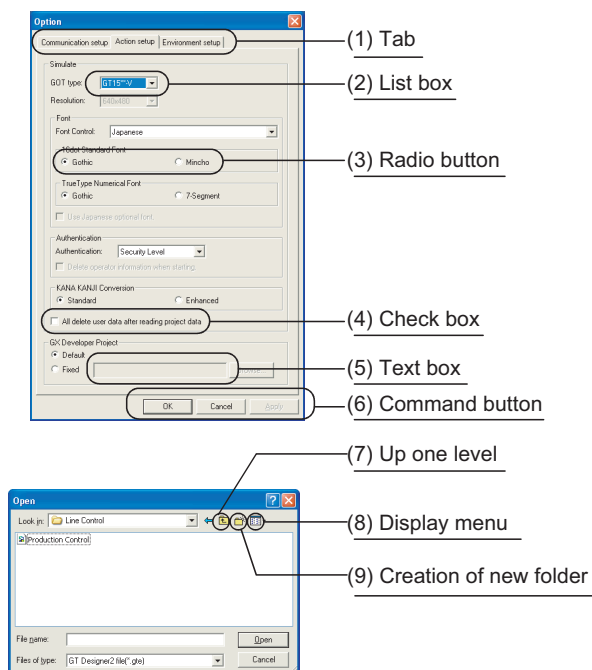 Option
Communication setup Action setup Environment setup
(1) Tab
Simulate
GOT type: GT15**-V
(2) List box
Resolution: 640x480
Font
Font Control: Japanese
16dot Standard Font
Gothic Mincho
(3) Radio button
TrueType Numerical Font
Gothic 7-Segment
Use Japanese optional font.
Authentication
Authentication: Security Level
Delete operator information when starting.
KANA KANJI Conversion
Standard Enhanced
All delete user data after reading project data
(4) Check box
GX Developer Project
Default
Fixed Browse...
(5) Text box
OK Cancel Apply
(6) Command button
(7) Up one level
Open
Look in: Line Control
(8) Display menu
Production Control
(9) Creation of new folder
File name: Open
Files of type: GT Designer2 file(*.gte) Cancel